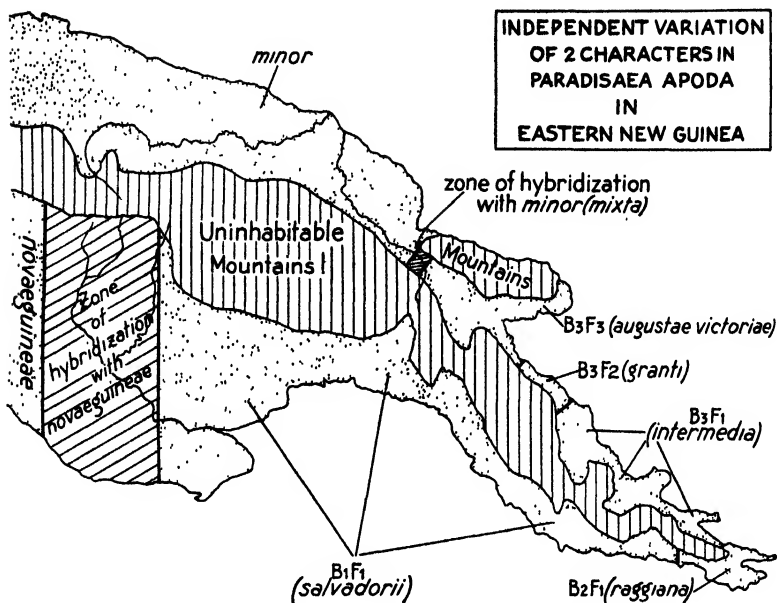 INDEPENDENT VARIATION
OF 2 CHARACTERS IN
PARADISAEA APODA
IN
EASTERN NEW GUINEA
minor
zone of hybridization
with minor (mixta)
Uninhabitable
Mountains !
Mountains
novaeguineae
Zone
of
hybridization
with
novaeguineae
B3F3 (augustae victoriae)
B3F2 (granti)
B3F1
(intermedia)
B1F1
(salvadorii)
B2F1 (raggiana)